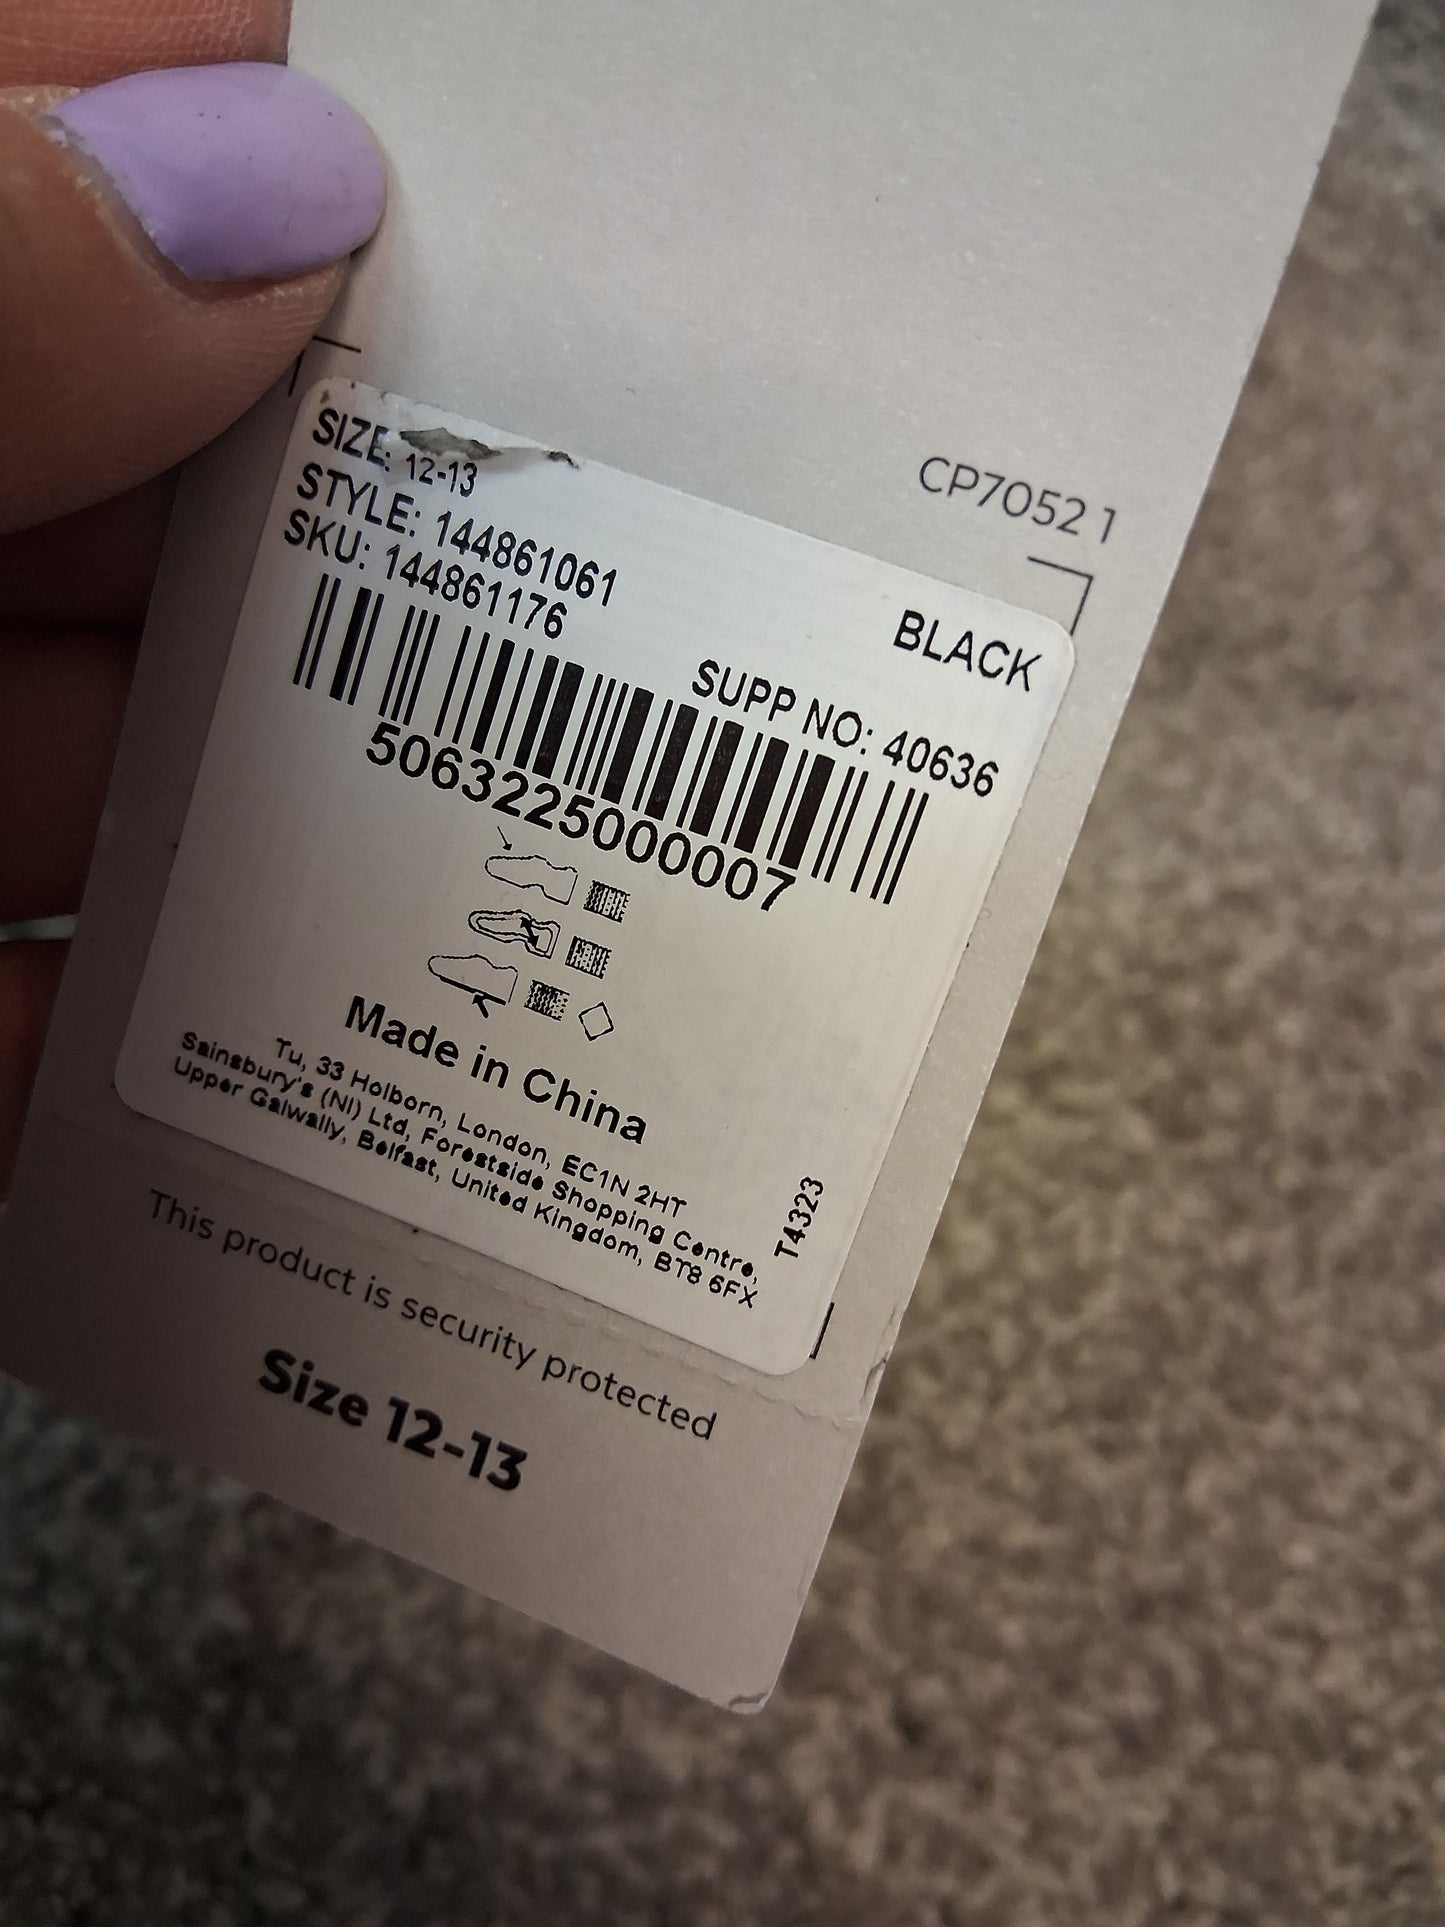 CP7052 1
SIZE: 12-13
STYLE: 144861061
BLACK
SKU: 144861176
SUPP NO: 40636
5063225000007
Made in China
Tu, 33 Holborn, London, EC1N 2HT
Sainsbury's (NI) Ltd, Forestside Shopping Centre,
Upper Galwally, Belfast, United Kingdom, BT8 6FX
T4323
This product is security protected
Size 12-13